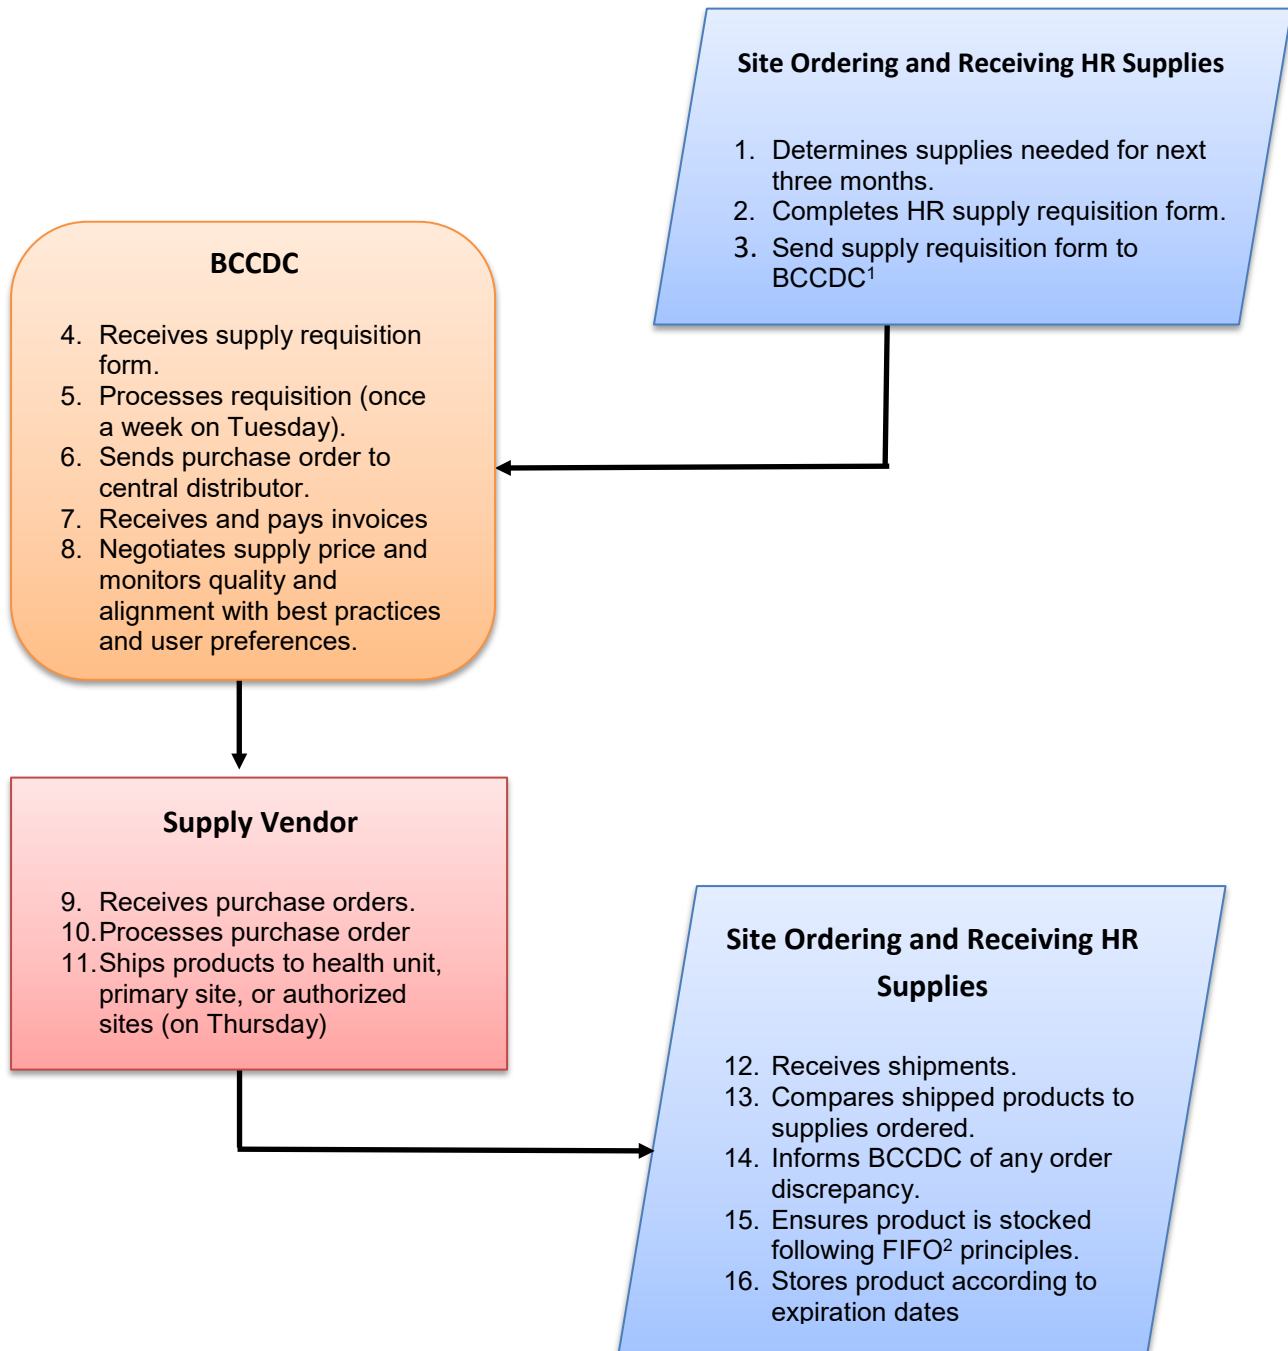 Site Ordering and Receiving HR Supplies
1. Determines supplies needed for next
three months.
2. Completes HR supply requisition form.
3. Send supply requisition form to
BCCDC¹
BCCDC
4. Receives supply requisition
form.
5. Processes requisition (once
a week on Tuesday).
6. Sends purchase order to
central distributor.
7. Receives and pays invoices
8. Negotiates supply price and
monitors quality and
alignment with best practices
and user preferences.
Supply Vendor
9. Receives purchase orders.
10. Processes purchase order
11. Ships products to health unit,
primary site, or authorized
sites (on Thursday)
Site Ordering and Receiving HR
Supplies
12. Receives shipments.
13. Compares shipped products to
supplies ordered.
14. Informs BCCDC of any order
discrepancy.
15. Ensures product is stocked
following FIFO² principles.
16. Stores product according to
expiration dates